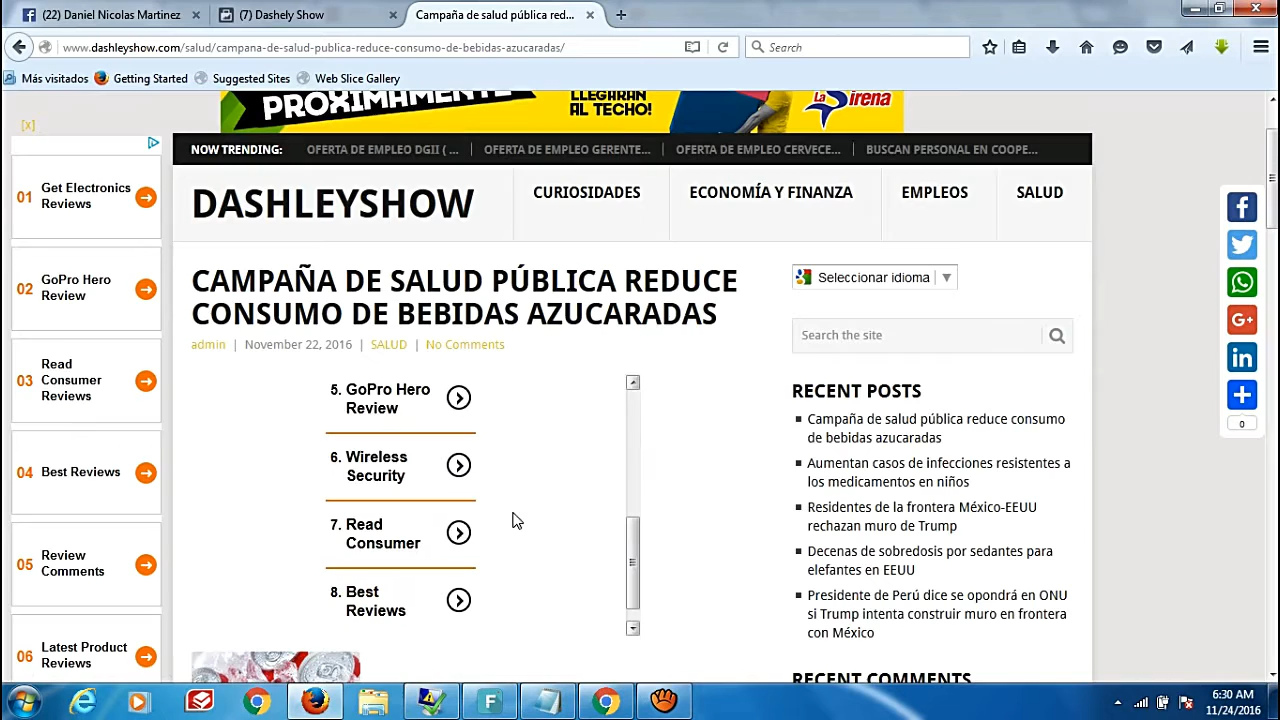 (22) Daniel Nicolas Martinez
(7) Dashely Show
Campaña de salud pública red...
www.dashleyshow.com/salud/campana-de-salud-publica-reduce-consumo-de-bebidas-azucaradas/
Search
Más visitados
Getting Started
Suggested Sites
Web Slice Gallery
PROXIMAMENTE
LLEGARAN
AL TECHO!
La Sirena
[x]
NOW TRENDING:
OFERTA DE EMPLEO DGII ( ...
OFERTA DE EMPLEO GERENTE...
OFERTA DE EMPLEO CERVECE...
BUSCAN PERSONAL EN COOPE...
DASHLEYSHOW
CURIOSIDADES
ECONOMÍA Y FINANZA
EMPLEOS
SALUD
01 Get Electronics
Reviews
02 GoPro Hero
Review
03 Read
Consumer
Reviews
04 Best Reviews
05 Review
Comments
06 Latest Product
Reviews
CAMPAÑA DE SALUD PÚBLICA REDUCE
CONSUMO DE BEBIDAS AZUCARADAS
admin | November 22, 2016 | SALUD | No Comments
5. GoPro Hero
Review
6. Wireless
Security
7. Read
Consumer
8. Best
Reviews
Seleccionar idioma
Search the site
RECENT POSTS
Campaña de salud pública reduce consumo
de bebidas azucaradas
Aumentan casos de infecciones resistentes a
los medicamentos en niños
Residentes de la frontera México-EEUU
rechazan muro de Trump
Decenas de sobredosis por sedantes para
elefantes en EEUU
Presidente de Perú dice se opondrá en ONU
si Trump intenta construir muro en frontera
con México
RECENT COMMENTS
0
6:30 AM
11/24/2016